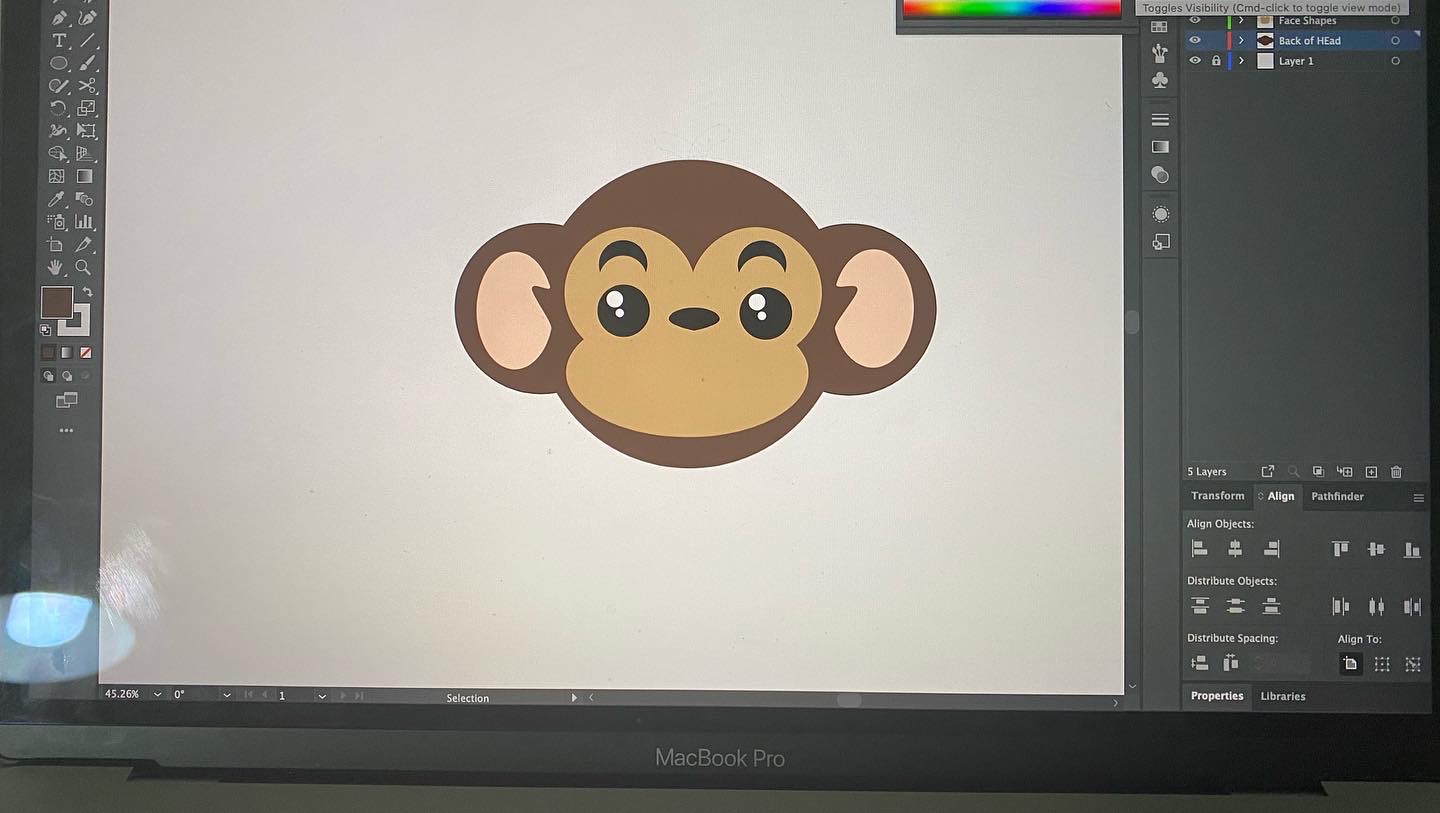 Toggles Visibility (Cmd-click to toggle view mode)
Face Shapes
Back of HEad
Layer 1
5 Layers
Transform
Align
Pathfinder
Align Objects:
Distribute Objects:
Distribute Spacing:
Align To:
45.26%
0°
1
Selection
Properties
Libraries
MacBook Pro